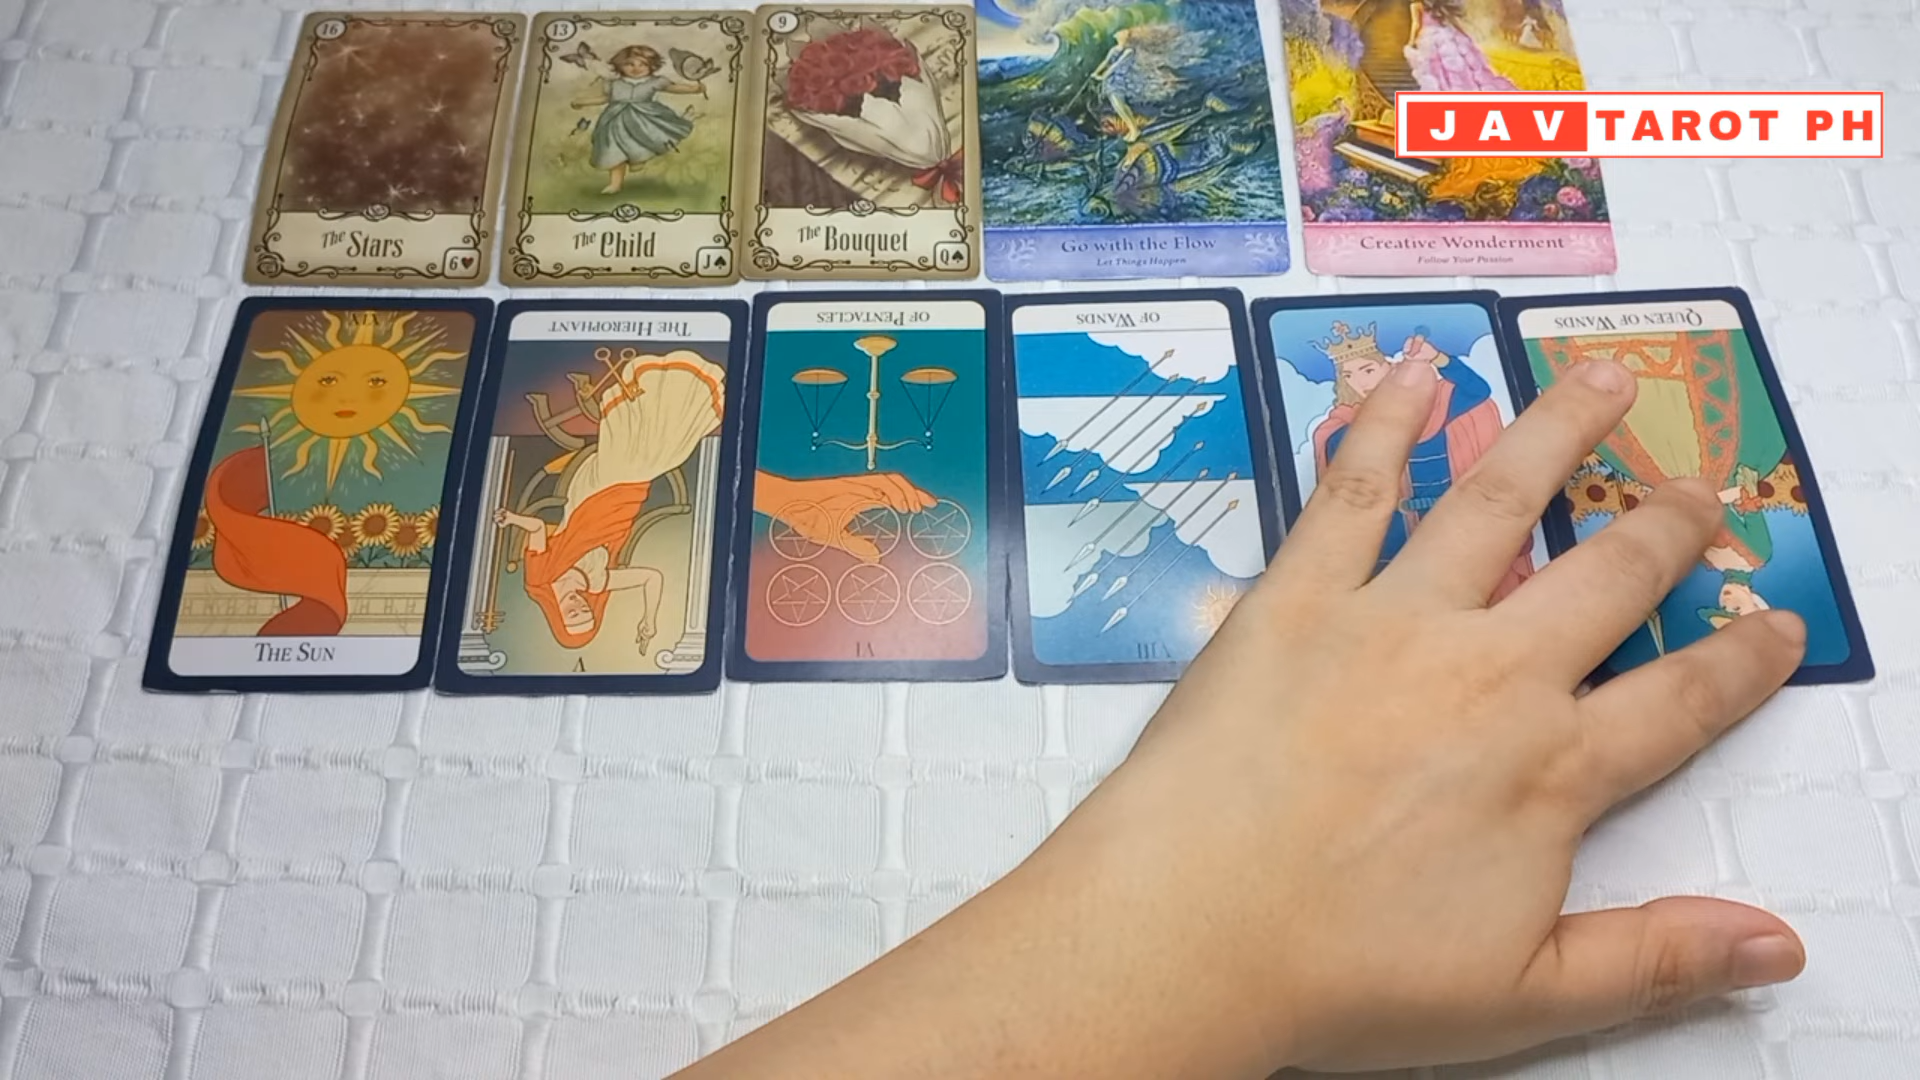 16
The Stars
6♥
13
The Child
J♠
9
The Bouquet
Q♠
Go with the Flow
Let Things Happen
Creative Wonderment
Follow Your Passion
JAV TAROT PH
XIX
THE SUN
THE HIEROPHANT
V
OF PENTACLES
VI
OF WANDS
VIII
QUEEN OF WANDS